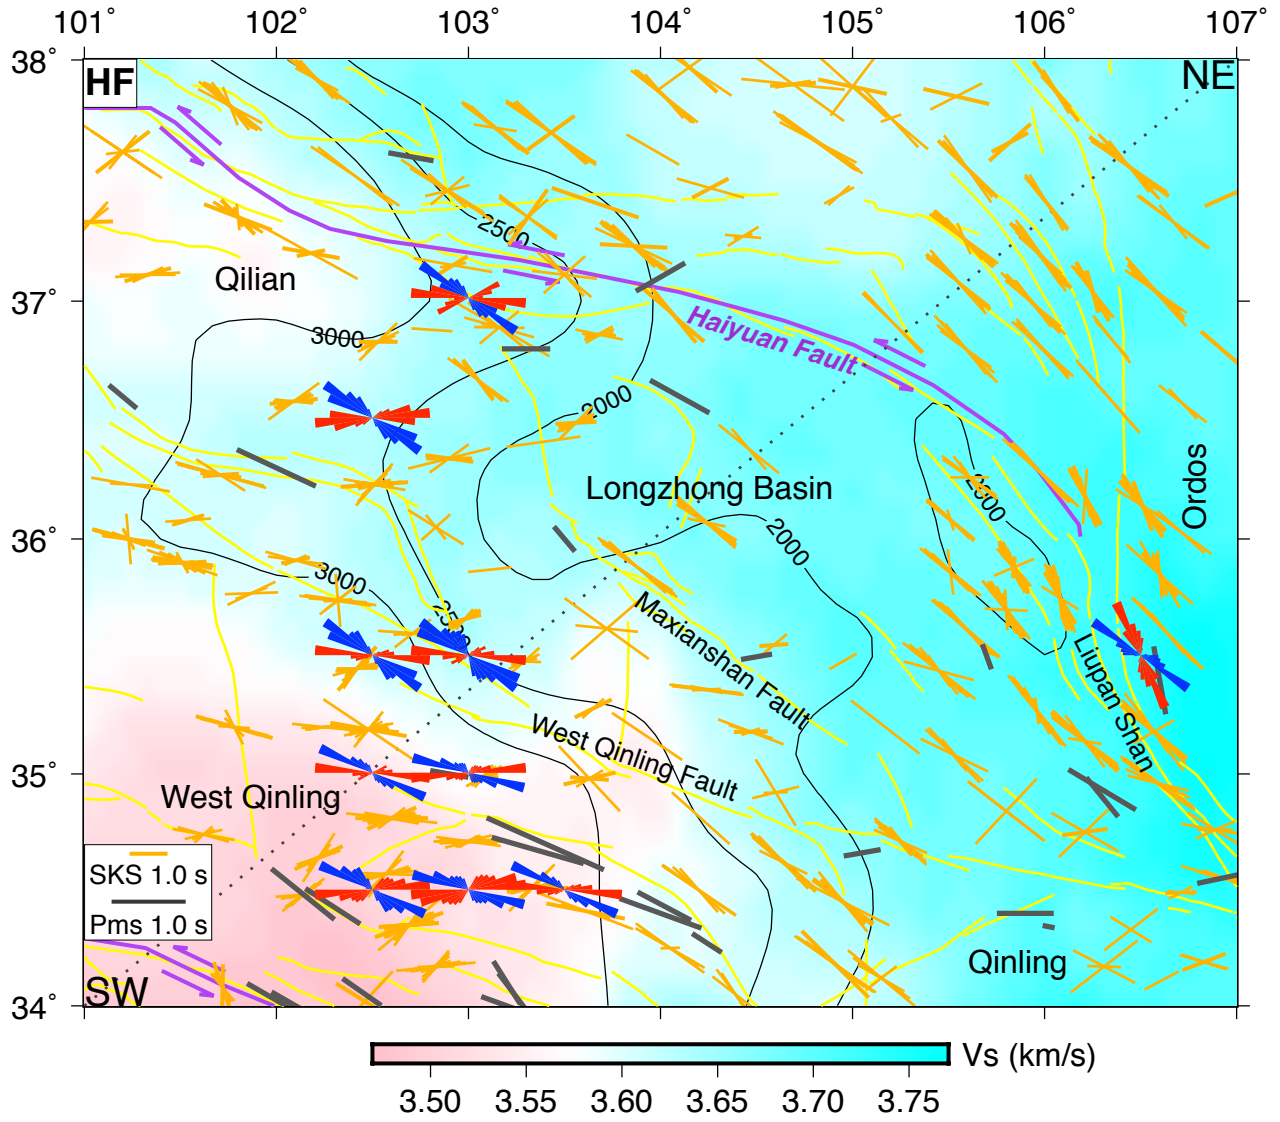 101˚ 102˚ 103˚ 104˚ 105˚ 106˚ 107˚
38˚
HF
NE
2500
37˚
Qilian
3000
Haiyuan Fault
2000
Ordos
Longzhong Basin
2000
36˚
2000
3000
2500
Maxianshan Fault
Liupan Shan
West Qinling Fault
35˚
West Qinling
SKS 1.0 s
Pms 1.0 s
Qinling
SW
34˚
Vs (km/s)
3.50 3.55 3.60 3.65 3.70 3.75